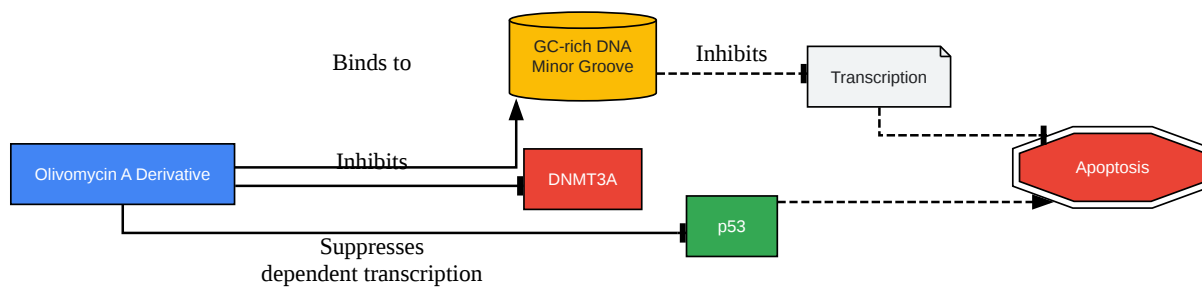 GC-rich DNA
Minor Groove
Binds to
Inhibits
Transcription
Olivomycin A Derivative
Inhibits
DNMT3A
Apoptosis
p53
Suppresses
dependent transcription